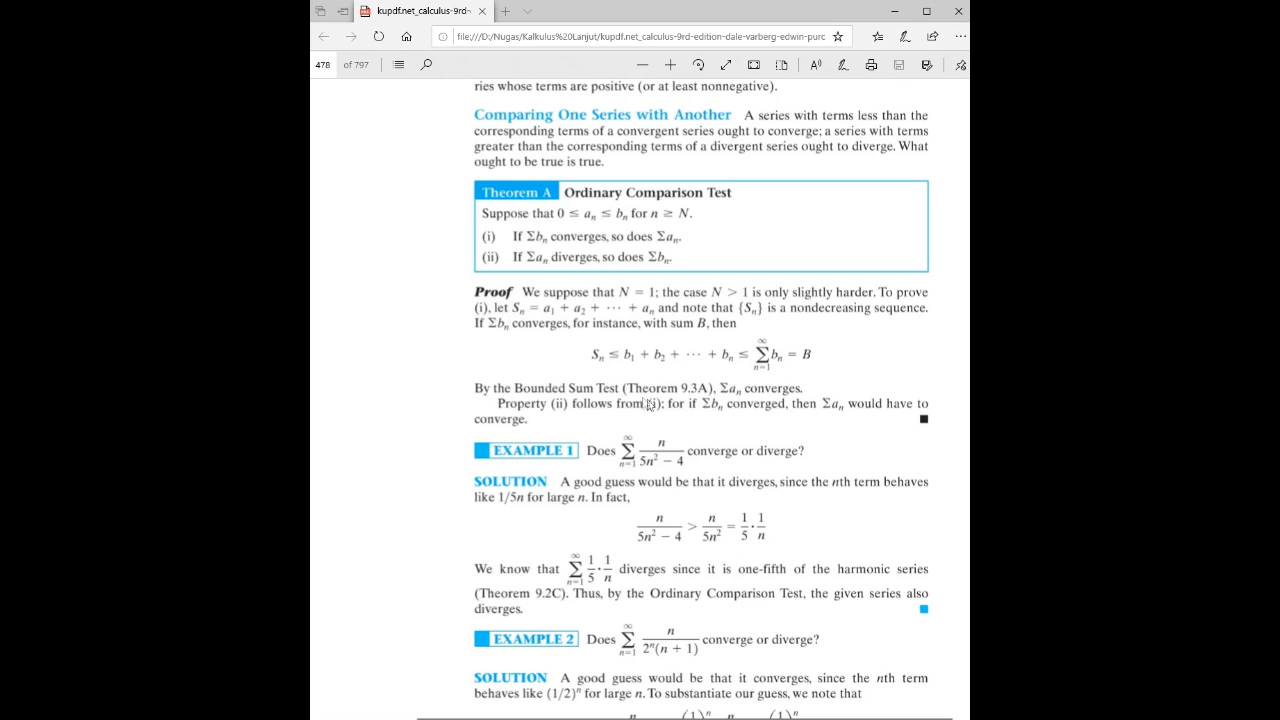 kupdf.net_calculus-9rd-
file:///D:/Nugas/Kalkulus%20Lanjut/kupdf.net_calculus-9rd-edition-dale-varberg-edwin-purc
478 of 797
ries whose terms are positive (or at least nonnegative).
Comparing One Series with Another A series with terms less than the
corresponding terms of a convergent series ought to converge; a series with terms
greater than the corresponding terms of a divergent series ought to diverge. What
ought to be true is true.
Theorem A Ordinary Comparison Test
Suppose that 0 ≤ aₙ ≤ bₙ for n ≥ N.
(i) If Σbₙ converges, so does Σaₙ.
(ii) If Σaₙ diverges, so does Σbₙ.
Proof We suppose that N = 1; the case N > 1 is only slightly harder. To prove
(i), let Sₙ = a₁ + a₂ + ⋯ + aₙ and note that {Sₙ} is a nondecreasing sequence.
If Σbₙ converges, for instance, with sum B, then
Sₙ ≤ b₁ + b₂ + ⋯ + bₙ ≤ ∑_{n=1}^{∞} bₙ = B
By the Bounded Sum Test (Theorem 9.3A), Σaₙ converges.
Property (ii) follows from (i); for if Σbₙ converged, then Σaₙ would have to
converge.
EXAMPLE 1 Does ∑_{n=1}^{∞} n/(5n² − 4) converge or diverge?
SOLUTION A good guess would be that it diverges, since the nth term behaves
like 1/5n for large n. In fact,
n/(5n² − 4) > n/5n² = 1/5 · 1/n
We know that ∑_{n=1}^{∞} 1/5 · 1/n diverges since it is one-fifth of the harmonic series
(Theorem 9.2C). Thus, by the Ordinary Comparison Test, the given series also
diverges.
EXAMPLE 2 Does ∑_{n=1}^{∞} n/(2ⁿ(n + 1)) converge or diverge?
SOLUTION A good guess would be that it converges, since the nth term
behaves like (1/2)ⁿ for large n. To substantiate our guess, we note that